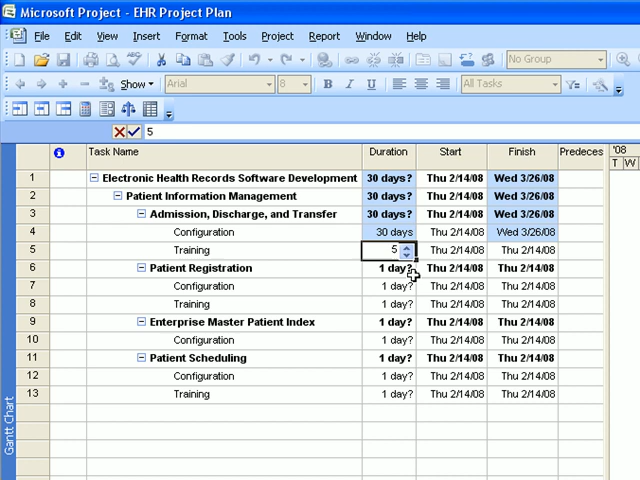 Microsoft Project - EHR Project Plan
File Edit View Insert Format Tools Project Report Window Help
No Group
Show Arial 8 B I U All Tasks
5
Task Name Duration Start Finish Predeces '08
T W
1 Electronic Health Records Software Development 30 days? Thu 2/14/08 Wed 3/26/08
2 Patient Information Management 30 days? Thu 2/14/08 Wed 3/26/08
3 Admission, Discharge, and Transfer 30 days? Thu 2/14/08 Wed 3/26/08
4 Configuration 30 days Thu 2/14/08 Wed 3/26/08
5 Training 5 Thu 2/14/08 Thu 2/14/08
6 Patient Registration 1 day? Thu 2/14/08 Thu 2/14/08
7 Configuration 1 day? Thu 2/14/08 Thu 2/14/08
8 Training 1 day? Thu 2/14/08 Thu 2/14/08
9 Enterprise Master Patient Index 1 day? Thu 2/14/08 Thu 2/14/08
10 Configuration 1 day? Thu 2/14/08 Thu 2/14/08
11 Patient Scheduling 1 day? Thu 2/14/08 Thu 2/14/08
12 Configuration 1 day? Thu 2/14/08 Thu 2/14/08
13 Training 1 day? Thu 2/14/08 Thu 2/14/08
Gantt Chart